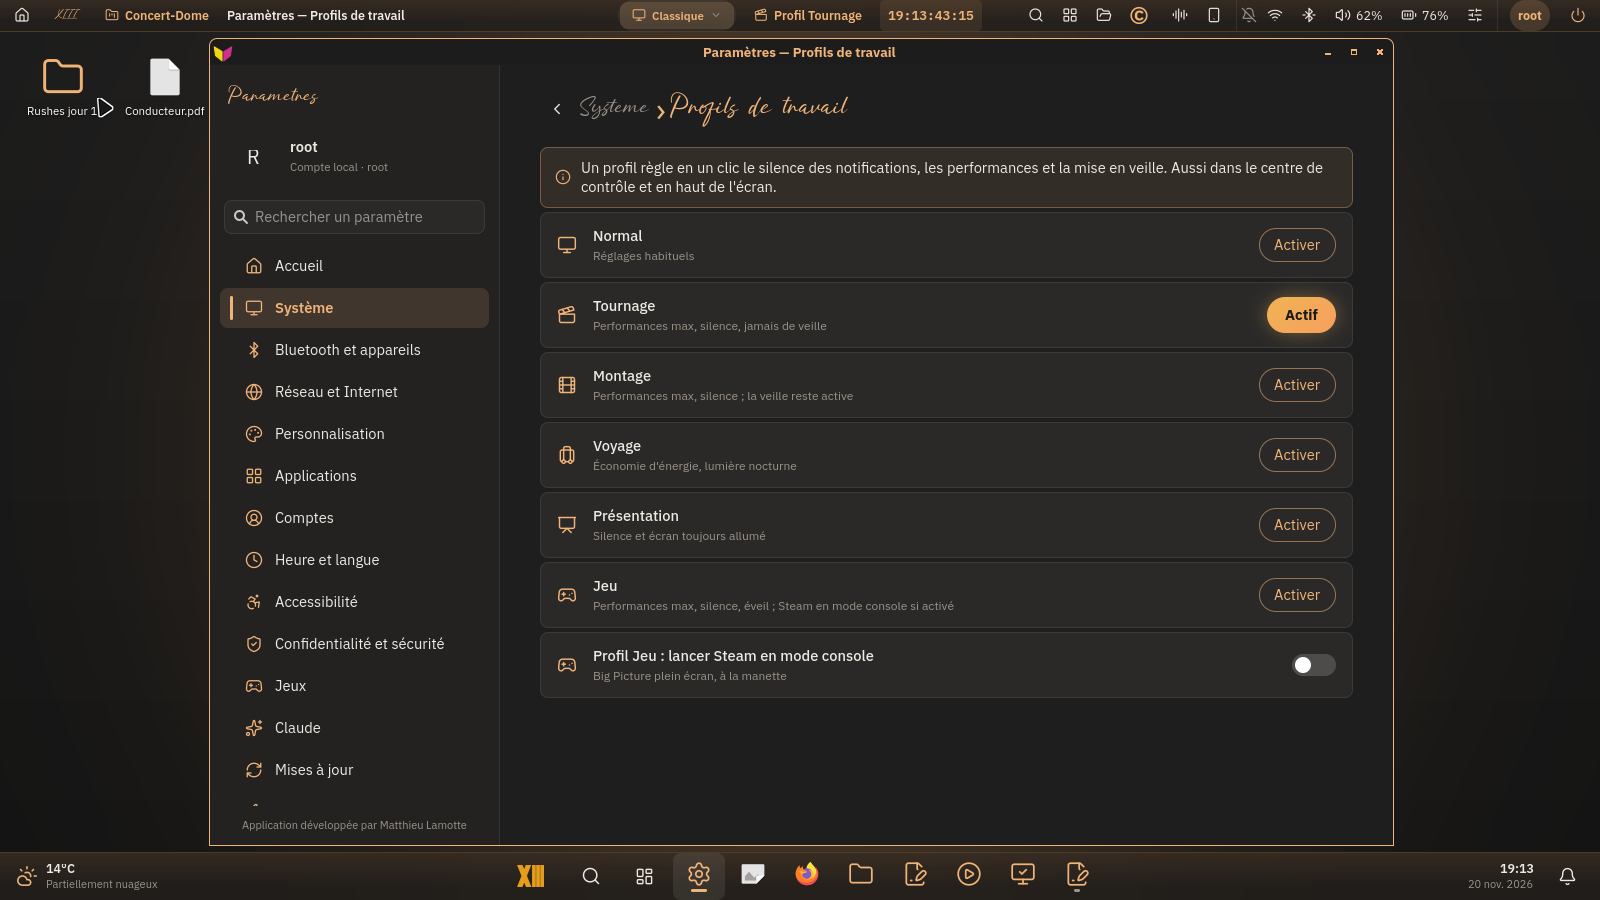 Concert-Dome
Paramètres — Profils de travail
Classique
Profil Tournage
19:13:43:15
62%
76%
root
Rushes jour 1
Conducteur.pdf
Paramètres — Profils de travail
Parametres
R
root
Compte local · root
Rechercher un paramètre
Accueil
Système
Bluetooth et appareils
Réseau et Internet
Personnalisation
Applications
Comptes
Heure et langue
Accessibilité
Confidentialité et sécurité
Jeux
Claude
Mises à jour
Application développée par Matthieu Lamotte
Systeme › Profils de travail
Un profil règle en un clic le silence des notifications, les performances et la mise en veille. Aussi dans le centre de
contrôle et en haut de l'écran.
Normal
Réglages habituels
Activer
Tournage
Performances max, silence, jamais de veille
Actif
Montage
Performances max, silence ; la veille reste active
Activer
Voyage
Économie d'énergie, lumière nocturne
Activer
Présentation
Silence et écran toujours allumé
Activer
Jeu
Performances max, silence, éveil ; Steam en mode console si activé
Activer
Profil Jeu : lancer Steam en mode console
Big Picture plein écran, à la manette
14°C
Partiellement nuageux
XIII
19:13
20 nov. 2026